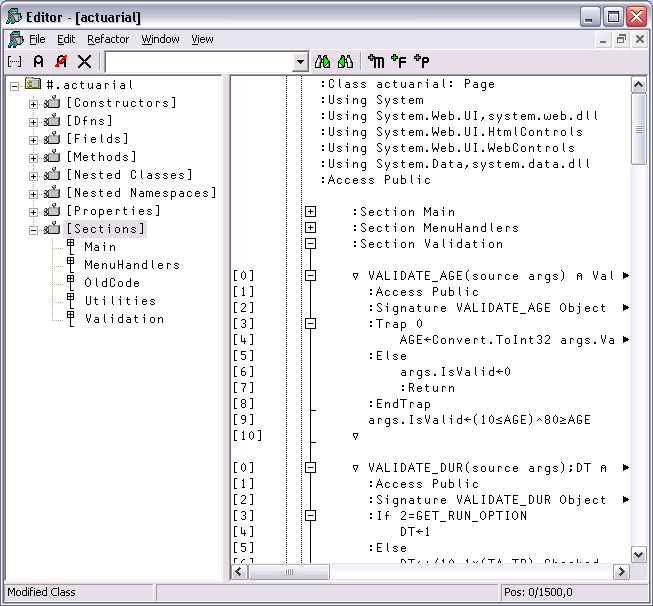 Editor - [actuarial]
File Edit Refactor Window View
A A
+M +F +P
#.actuarial
[Constructors]
[Dfns]
[Fields]
[Methods]
[Nested Classes]
[Nested Namespaces]
[Properties]
[Sections]
Main
MenuHandlers
OldCode
Utilities
Validation
:Class actuarial: Page
:Using System
:Using System.Web.UI,system.web.dll
:Using System.Web.UI.HtmlControls
:Using System.Web.UI.WebControls
:Using System.Data,system.data.dll
:Access Public
:Section Main
:Section MenuHandlers
:Section Validation
[0] ∇ VALIDATE_AGE(source args) ⍝ Val
[1] :Access Public
[2] :Signature VALIDATE_AGE Object
[3] :Trap 0
[4] AGE←Convert.ToInt32 args.Va
[5] :Else
[6] args.IsValid←0
[7] :Return
[8] :EndTrap
[9] args.IsValid←(10≤AGE)^80≥AGE
[10] ∇
[0] ∇ VALIDATE_DUR(source args);DT ⍝
[1] :Access Public
[2] :Signature VALIDATE_DUR Object
[3] :If 2=GET_RUN_OPTION
[4] DT←1
[5] :Else
Modified Class
Pos: 0/1500,0